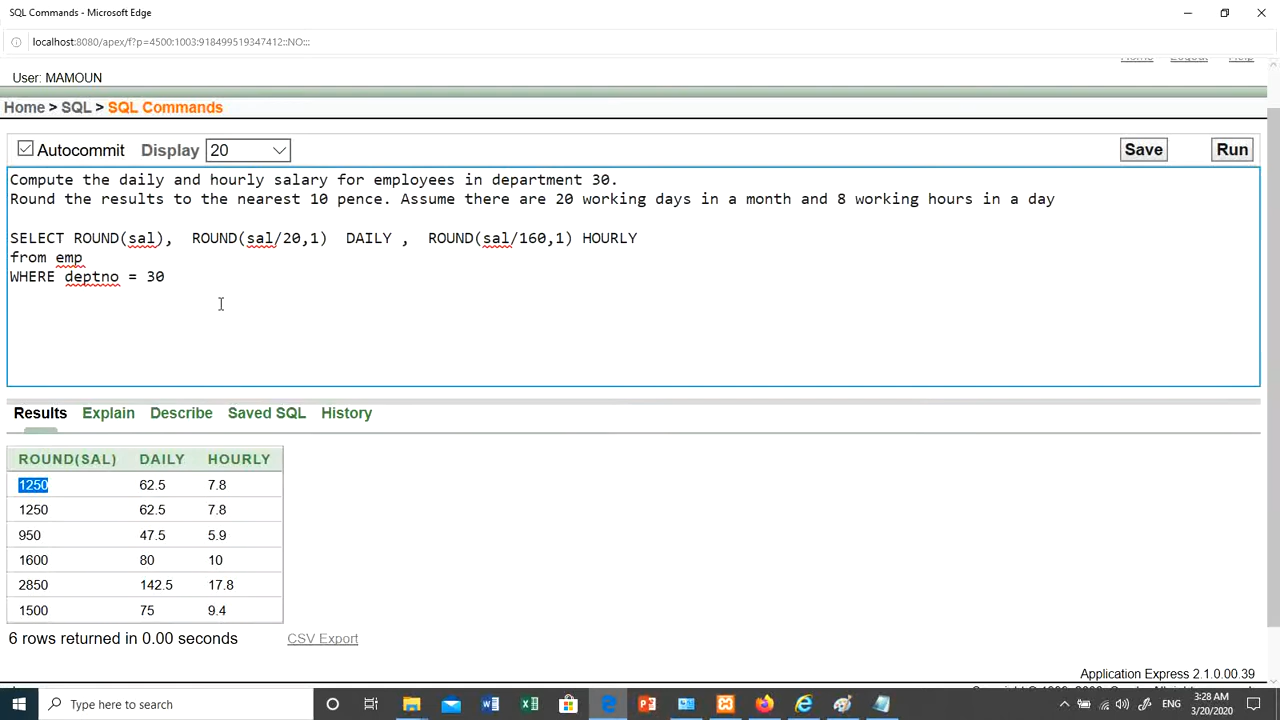 SQL Commands - Microsoft Edge
localhost:8080/apex/f?p=4500:1003:918499519347412::NO:::
Home Logout Help
User: MAMOUN
Home > SQL > SQL Commands
Autocommit Display 20 Save Run
Compute the daily and hourly salary for employees in department 30.
Round the results to the nearest 10 pence. Assume there are 20 working days in a month and 8 working hours in a day
SELECT ROUND(sal), ROUND(sal/20,1) DAILY , ROUND(sal/160,1) HOURLY
from emp
WHERE deptno = 30
Results Explain Describe Saved SQL History
ROUND(SAL) DAILY HOURLY
1250 62.5 7.8
1250 62.5 7.8
950 47.5 5.9
1600 80 10
2850 142.5 17.8
1500 75 9.4
6 rows returned in 0.00 seconds CSV Export
Application Express 2.1.0.00.39
Type here to search
ENG
3:28 AM
3/20/2020